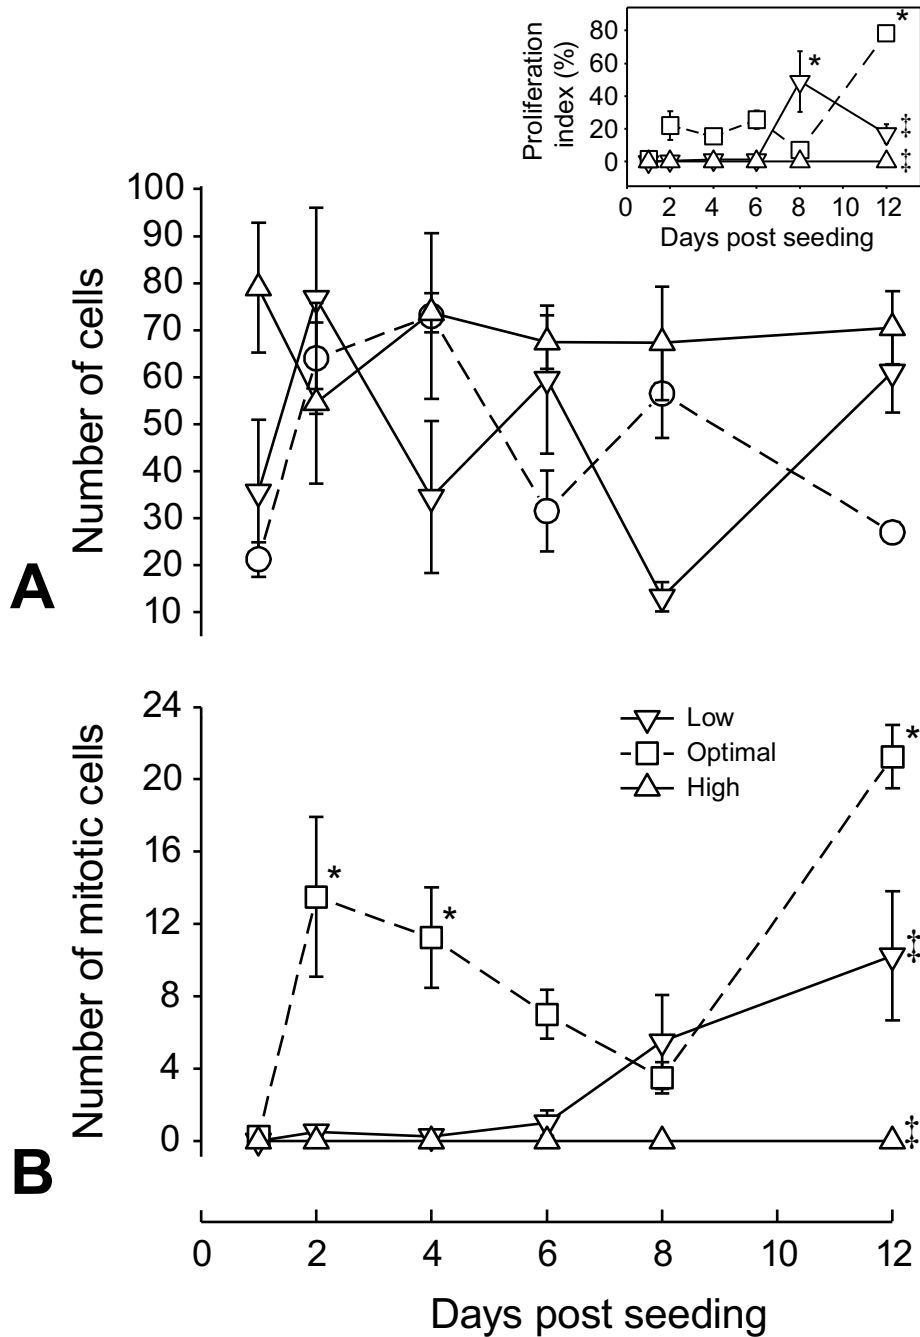 Proliferation
index (%)
80
60
40
20
0
*
*
‡
‡
0 2 4 6 8 10 12
Days post seeding
Number of cells
100
90
80
70
60
50
40
30
20
10
A
Number of mitotic cells
24
20
16
12
8
4
0
Low
Optimal
High
*
*
*
‡
‡
B
0 2 4 6 8 10 12
Days post seeding